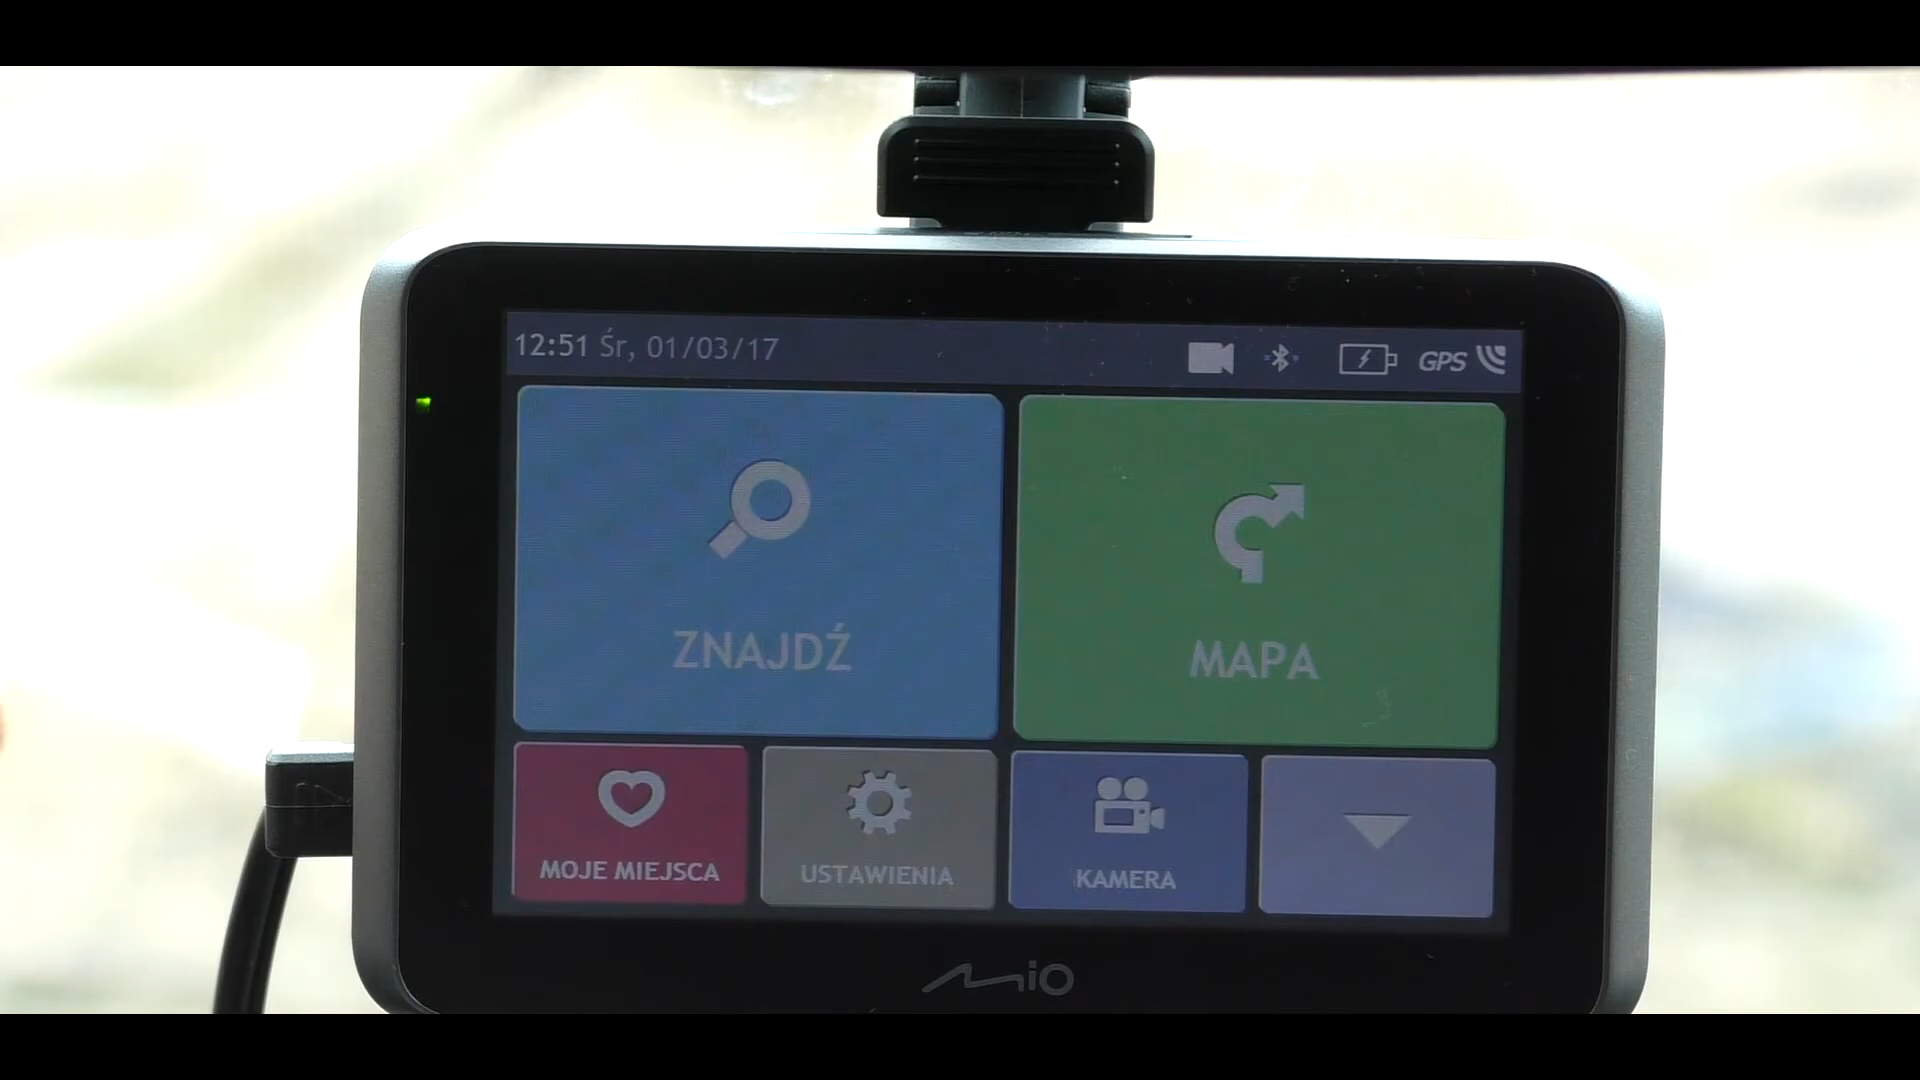 12:51 Śr, 01/03/17 GPS
ZNAJDŹ
MAPA
MOJE MIEJSCA
USTAWIENIA
KAMERA
Mio